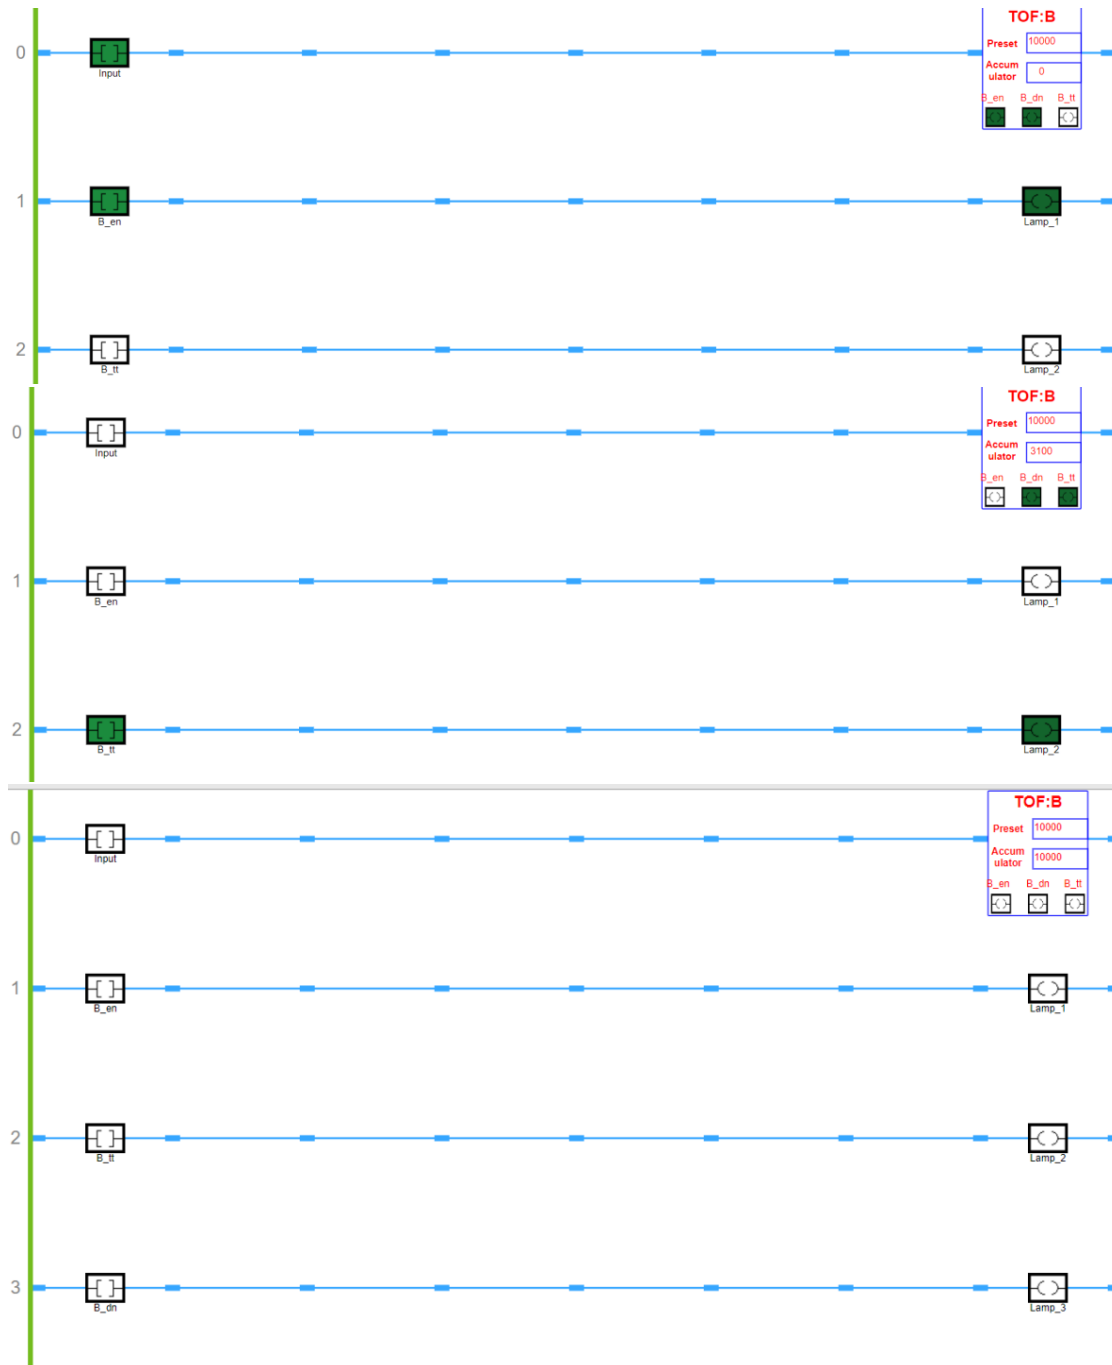 TOF:B
0
Input
Preset 10000
Accum
ulator 0
B_en B_dn B_tt
1
B_en
Lamp_1
2
B_tt
Lamp_2
TOF:B
0
Input
Preset 10000
Accum
ulator 3100
B_en B_dn B_tt
1
B_en
Lamp_1
2
B_tt
Lamp_2
TOF:B
0
Input
Preset 10000
Accum
ulator 10000
B_en B_dn B_tt
1
B_en
Lamp_1
2
B_tt
Lamp_2
3
B_dn
Lamp_3